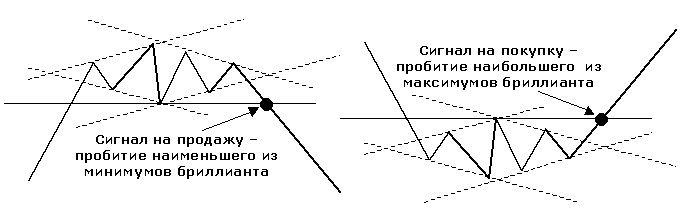 Сигнал на продажу –
пробитие наименьшего из
минимумов бриллианта
Сигнал на покупку –
пробитие наибольшего из
максимумов бриллианта